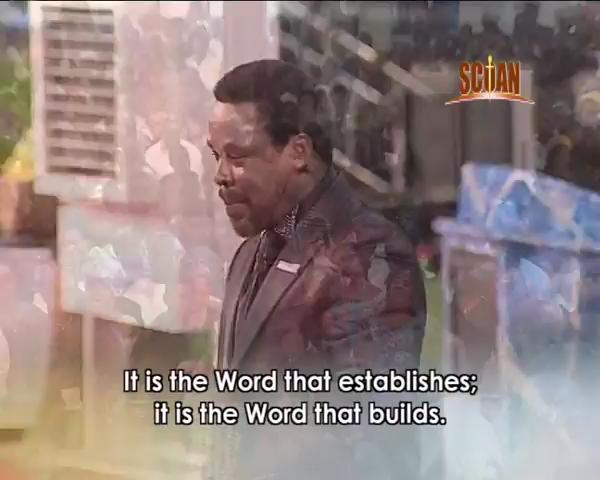 SCOAN
It is the Word that establishes;
it is the Word that builds.